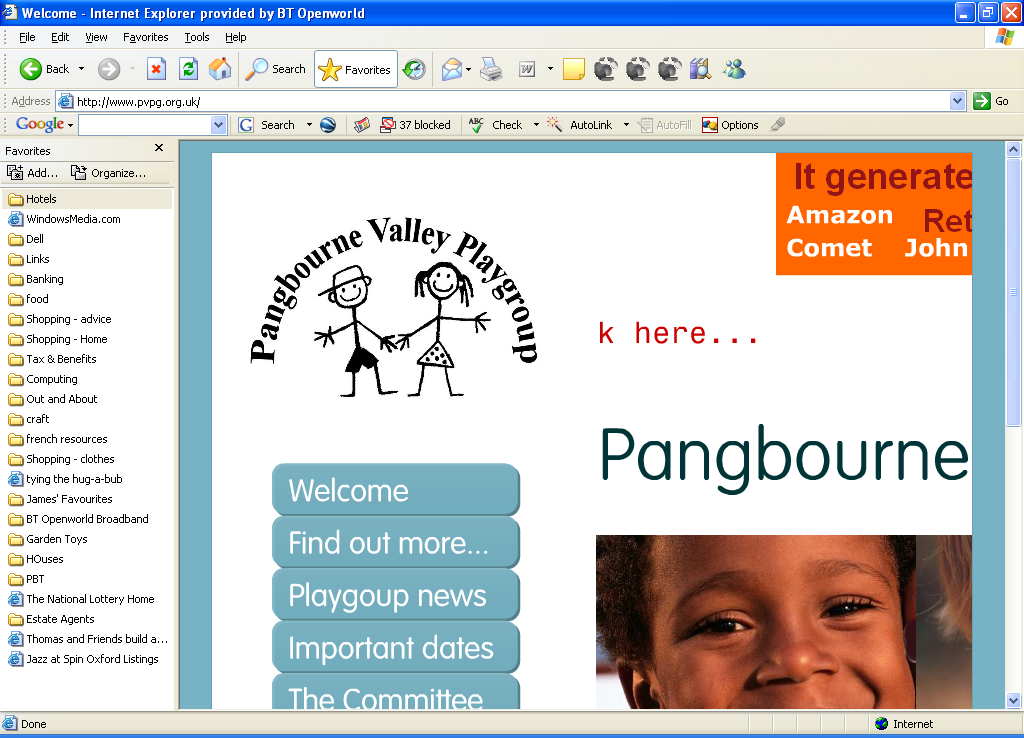 Welcome - Internet Explorer provided by BT Openworld
File Edit View Favorites Tools Help
Back Search Favorites
Address http://www.pvpg.org.uk/ Go
Google Search 37 blocked Check AutoLink AutoFill Options
Favorites
Add... Organize...
Hotels
WindowsMedia.com
Dell
Links
Banking
food
Shopping - advice
Shopping - Home
Tax & Benefits
Computing
Out and About
craft
french resources
Shopping - clothes
tying the hug-a-bub
James' Favourites
BT Openworld Broadband
Garden Toys
HOuses
PBT
The National Lottery Home
Estate Agents
Thomas and Friends build a...
Jazz at Spin Oxford Listings
Pangbourne Valley Playgroup
Welcome
Find out more...
Playgoup news
Important dates
The Committee
It generate
Amazon Ret
Comet John
k here...
Pangbourne
Done
Internet